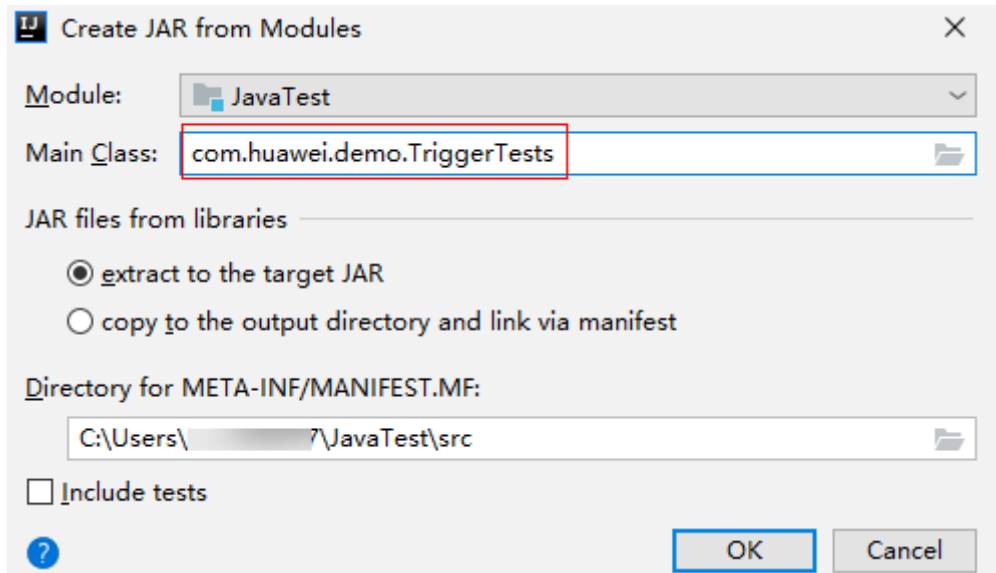 Create JAR from Modules
Module: JavaTest
Main Class: com.huawei.demo.TriggerTests
JAR files from libraries
extract to the target JAR
copy to the output directory and link via manifest
Directory for META-INF/MANIFEST.MF:
C:\Users\ 7\JavaTest\src
Include tests
? OK Cancel